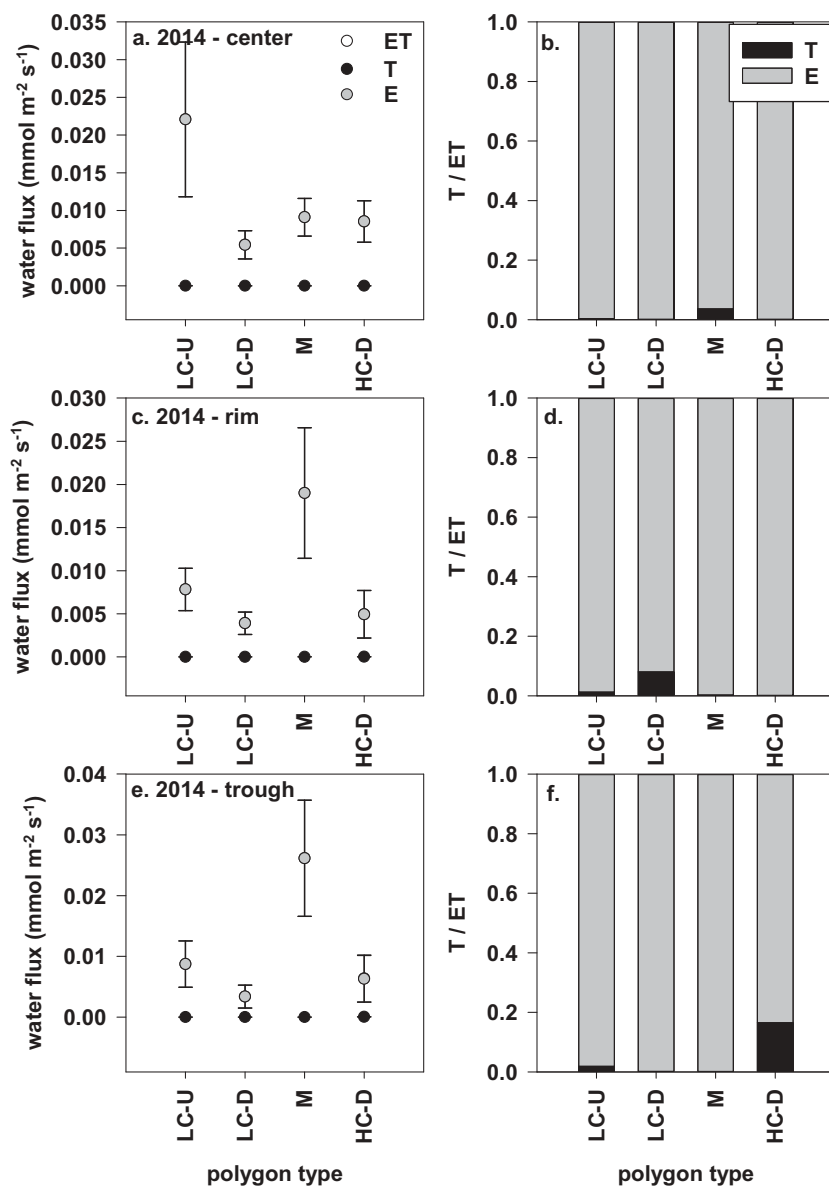 a. 2014 - center
ET
T
E
water flux (mmol m⁻² s⁻¹)
0.035
0.030
0.025
0.020
0.015
0.010
0.005
0.000
LC-U
LC-D
M
HC-D
b.
T
E
T / ET
1.0
0.8
0.6
0.4
0.2
0.0
LC-U
LC-D
M
HC-D
c. 2014 - rim
water flux (mmol m⁻² s⁻¹)
0.030
0.025
0.020
0.015
0.010
0.005
0.000
LC-U
LC-D
M
HC-D
d.
T / ET
1.0
0.8
0.6
0.4
0.2
0.0
LC-U
LC-D
M
HC-D
e. 2014 - trough
water flux (mmol m⁻² s⁻¹)
0.04
0.03
0.02
0.01
0.00
LC-U
LC-D
M
HC-D
polygon type
f.
T / ET
1.0
0.8
0.6
0.4
0.2
0.0
LC-U
LC-D
M
HC-D
polygon type